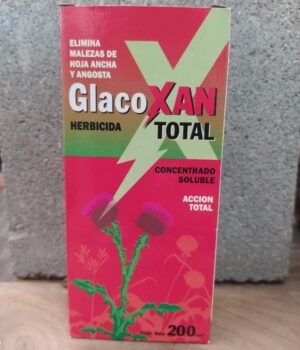 ELIMINA
MALEZAS DE
HOJA ANCHA
Y ANGOSTA
GlacoXAN
HERBICIDA
TOTAL
CONCENTRADO
SOLUBLE
ACCION
TOTAL
200